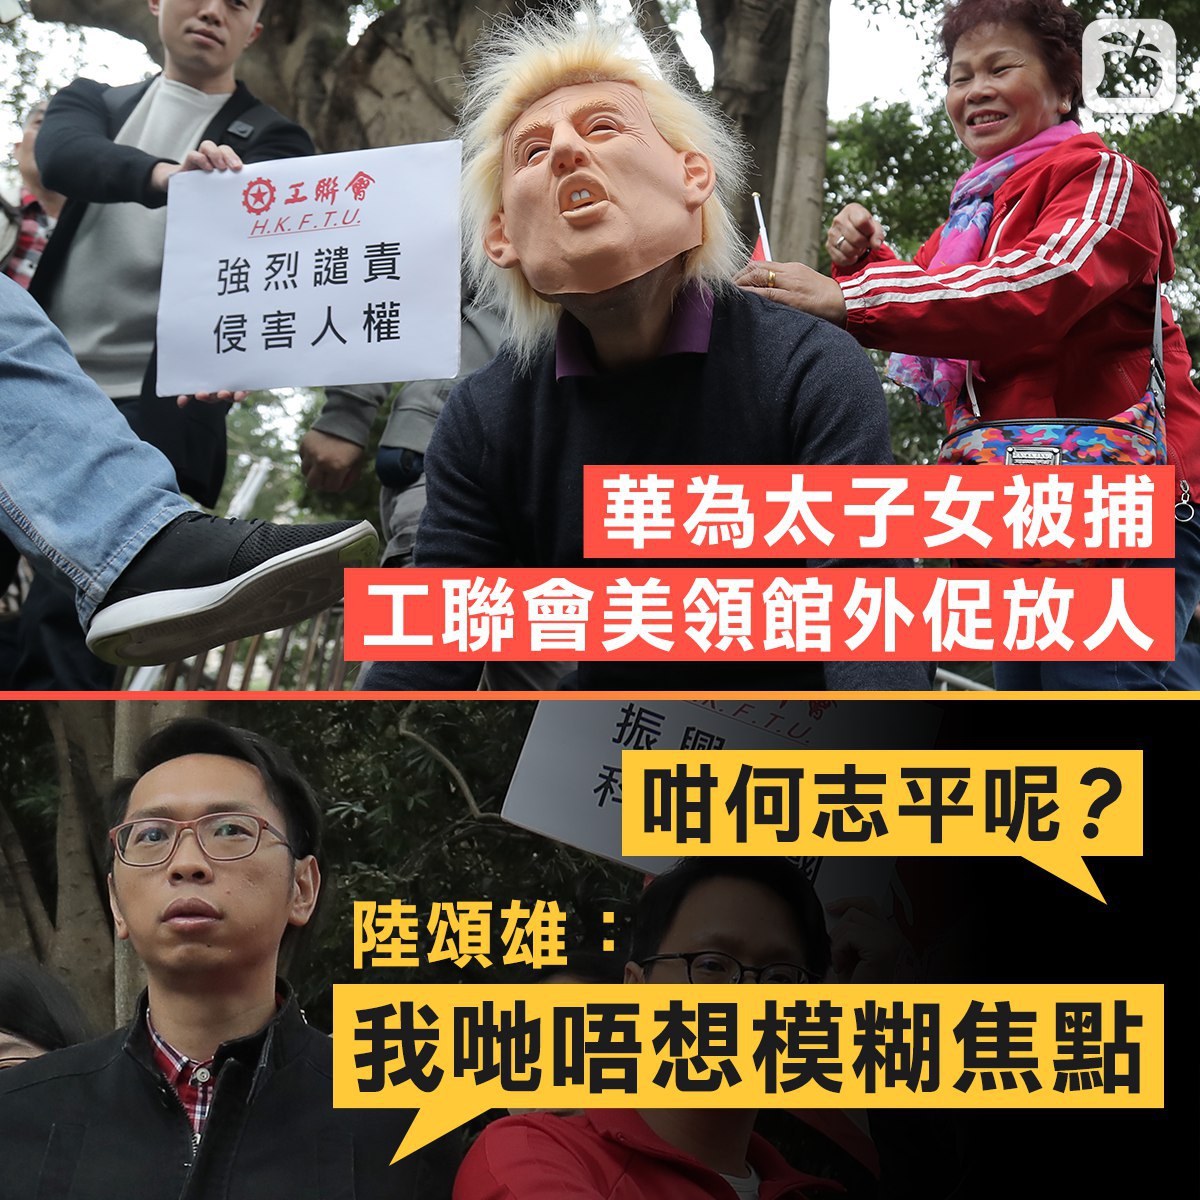 工聯會
H.K.F.T.U.
強烈譴責
侵害人權
華為太子女被捕
工聯會美領館外促放人
K.F.T.U.
振興
咁何志平呢？
陸頌雄：
我哋唔想模糊焦點